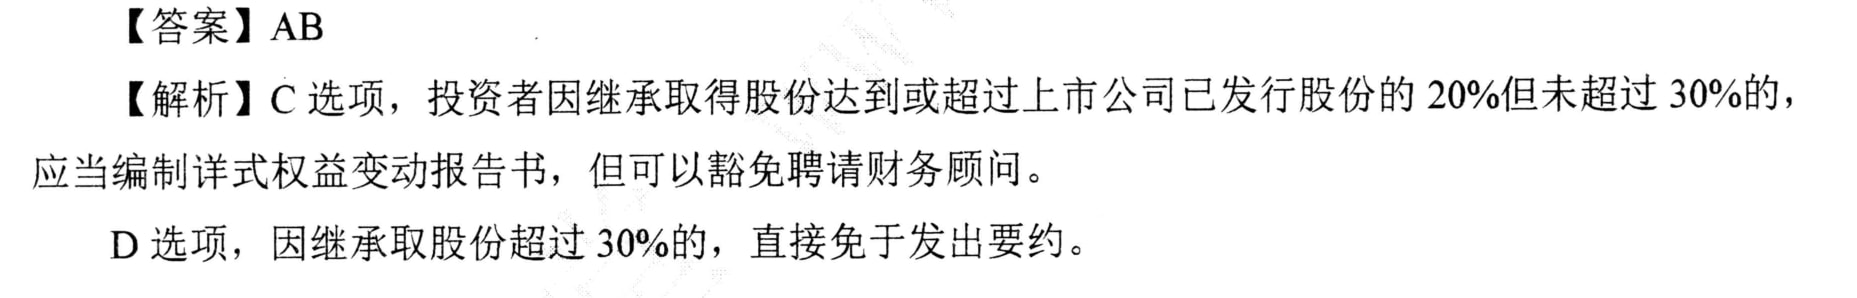 【答案】AB
【解析】C 选项，投资者因继承取得股份达到或超过上市公司已发行股份的 20%但未超过 30%的，
应当编制详式权益变动报告书，但可以豁免聘请财务顾问。
D 选项，因继承取股份超过 30%的，直接免于发出要约。